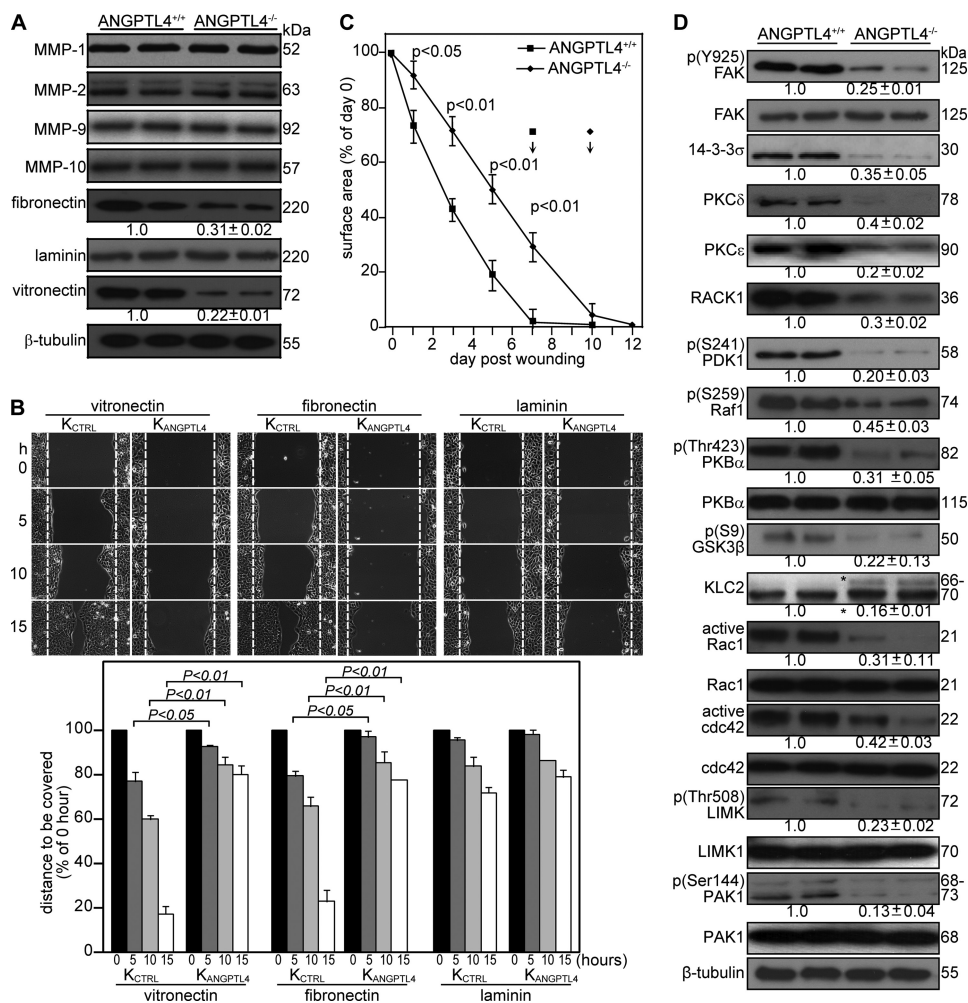 A
ANGPTL4+/+ ANGPTL4-/-
kDa
MMP-1 52
MMP-2 63
MMP-9 92
MMP-10 57
fibronectin 220
1.0 0.31±0.02
laminin 220
vitronectin 72
1.0 0.22±0.01
β-tubulin 55
B
vitronectin fibronectin laminin
KCTRL KANGPTL4 KCTRL KANGPTL4 KCTRL KANGPTL4
h
0
5
10
15
P<0.01 P<0.01
P<0.01 P<0.01
P<0.05 P<0.05
distance to be covered
(% of 0 hour)
100
80
60
40
20
0
0 5 10 15 0 5 10 15 0 5 10 15 0 5 10 15 0 5 10 15 0 5 10 15 (hours)
KCTRL KANGPTL4 KCTRL KANGPTL4 KCTRL KANGPTL4
vitronectin fibronectin laminin
C
ANGPTL4+/+
ANGPTL4-/-
p<0.05
p<0.01
p<0.01
p<0.01
surface area (% of day 0)
100
80
60
40
20
0
0 2 4 6 8 10 12
day post wounding
D
ANGPTL4+/+ ANGPTL4-/-
kDa
p(Y925)
FAK 125
1.0 0.25±0.01
FAK 125
14-3-3σ 30
1.0 0.35±0.05
PKCδ 78
1.0 0.4±0.02
PKCε 90
1.0 0.2±0.02
RACK1 36
1.0 0.3±0.02
p(S241)
PDK1 58
1.0 0.20±0.03
p(S259)
Raf1 74
1.0 0.45±0.03
p(Thr423)
PKBα 82
1.0 0.31±0.05
PKBα 115
p(S9)
GSK3β 50
1.0 0.22±0.13
KLC2 * 66-
70
1.0 * 0.16±0.01
active
Rac1 21
1.0 0.31±0.11
Rac1 21
active
cdc42 22
1.0 0.42±0.03
cdc42 22
p(Thr508)
LIMK 72
1.0 0.23±0.02
LIMK1 70
p(Ser144)
PAK1 68-
73
1.0 0.13±0.04
PAK1 68
β-tubulin 55